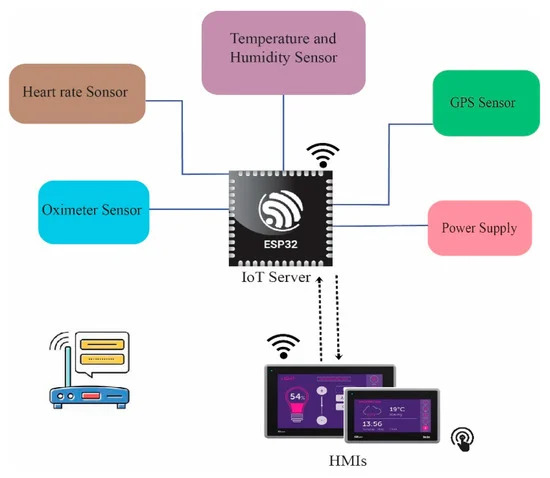 Temperature and
Humidity Sensor
Heart rate Sonsor
GPS Sensor
Oximeter Sensor
ESP32
Power Supply
IoT Server
54%
19°C
13:56
HMIs